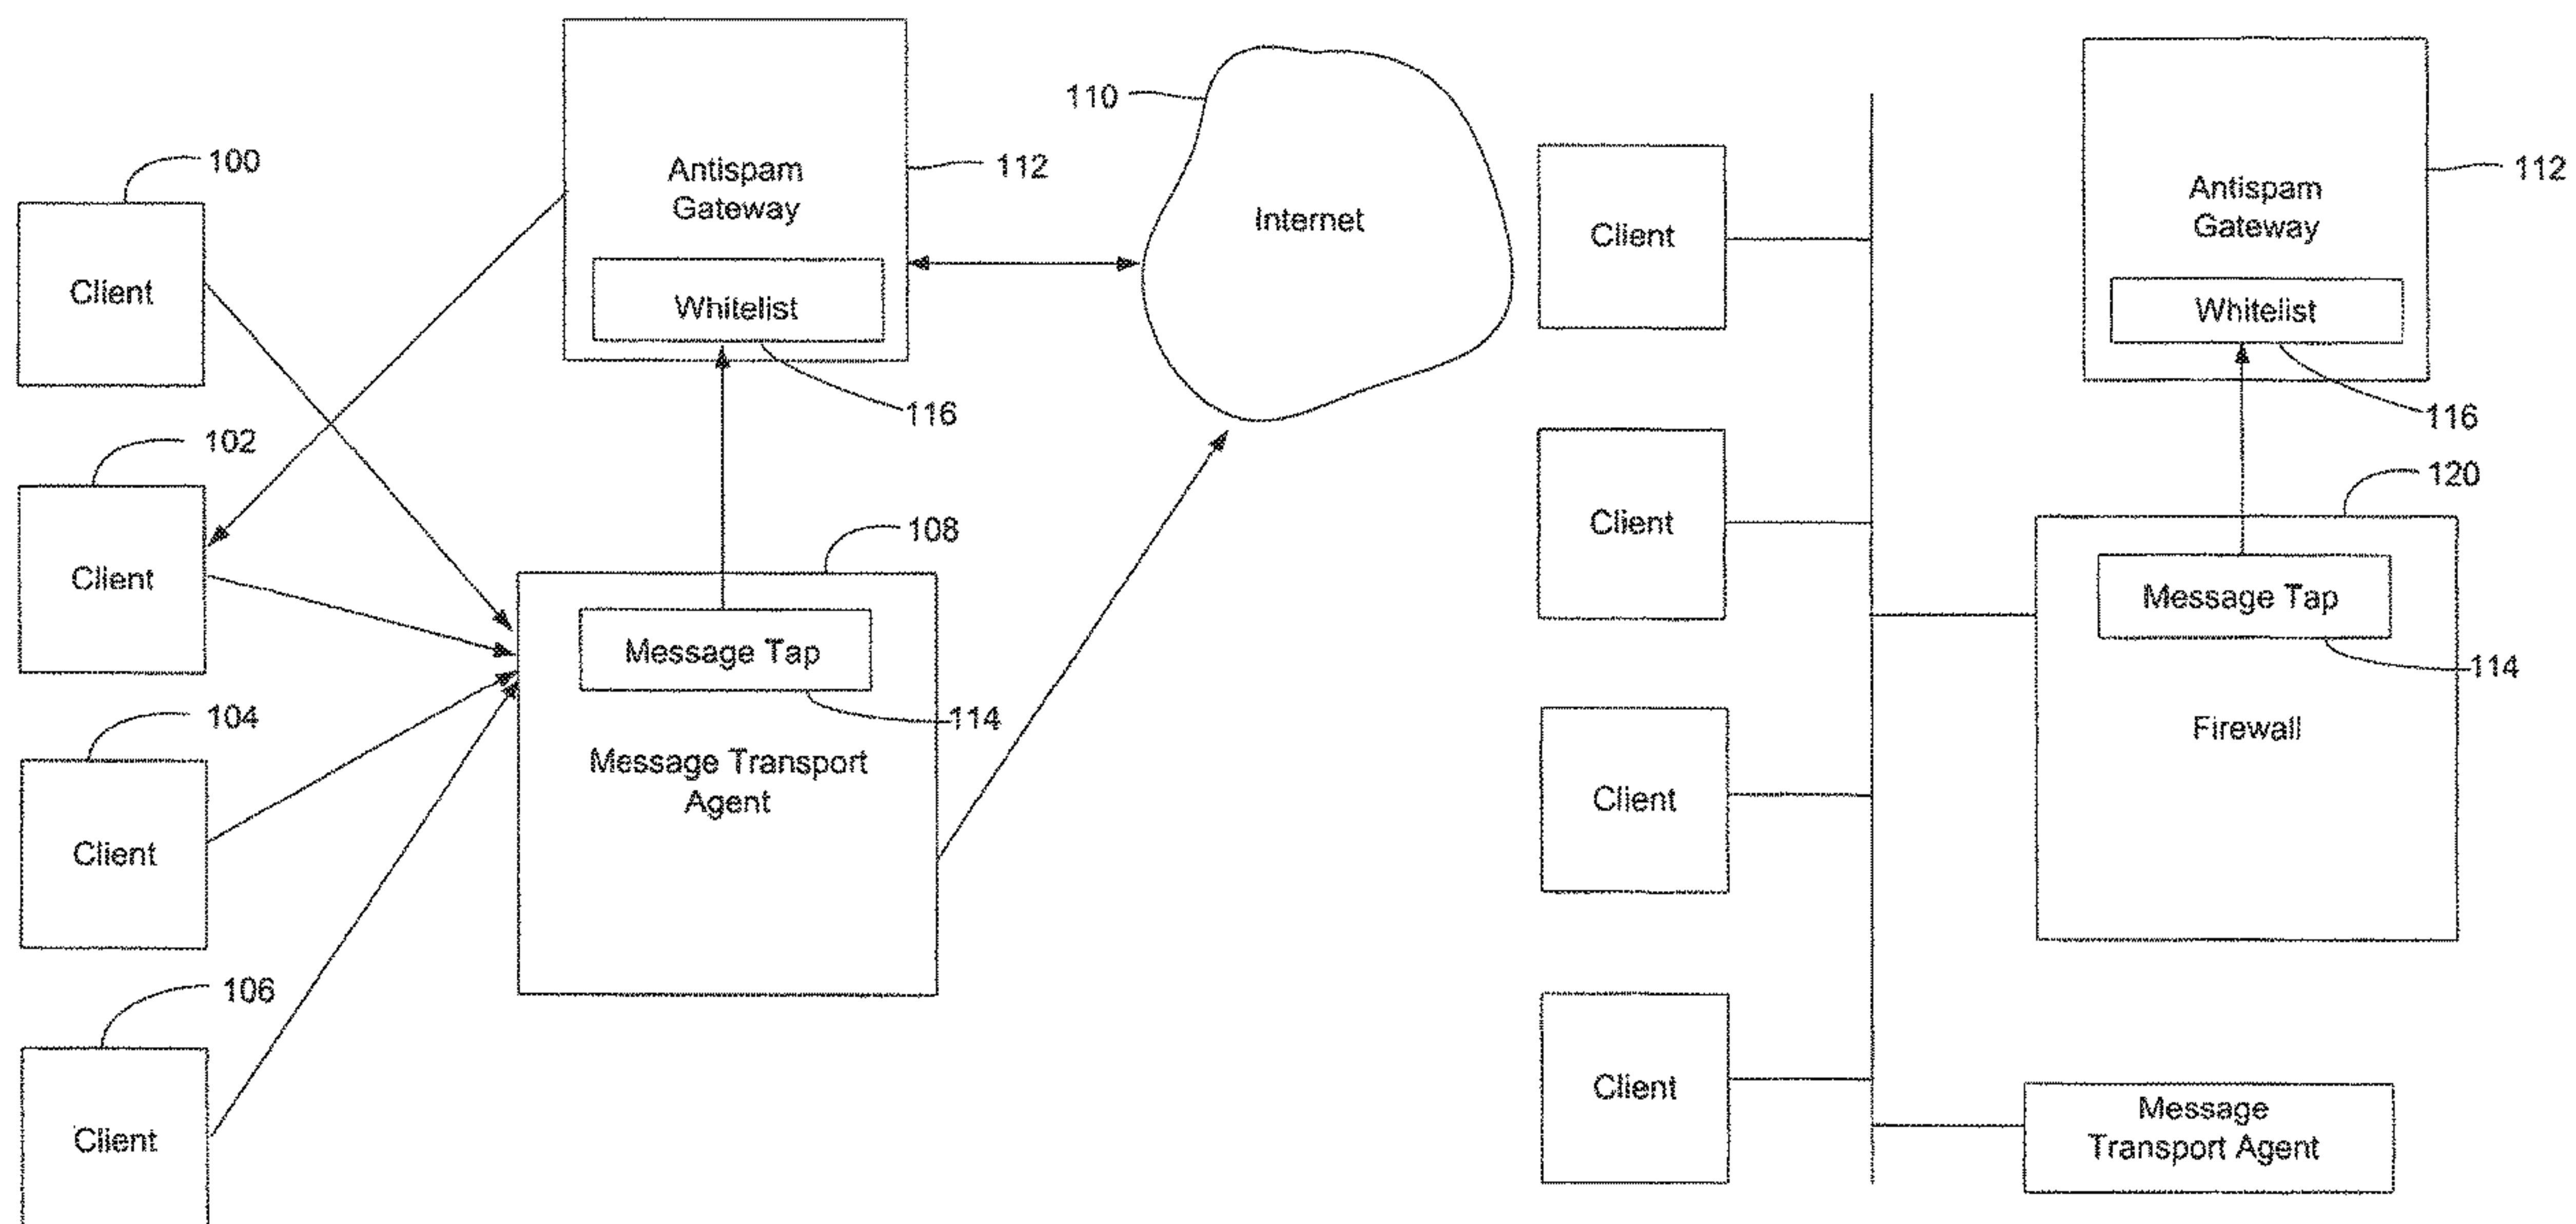 100
Client
102
Client
104
Client
106
Client
Antispam
Gateway
112
Whitelist
116
108
Message Tap
114
Message Transport
Agent
110
Internet
Client
Client
Client
Client
Antispam
Gateway
112
Whitelist
116
120
Message Tap
114
Firewall
Message
Transport Agent